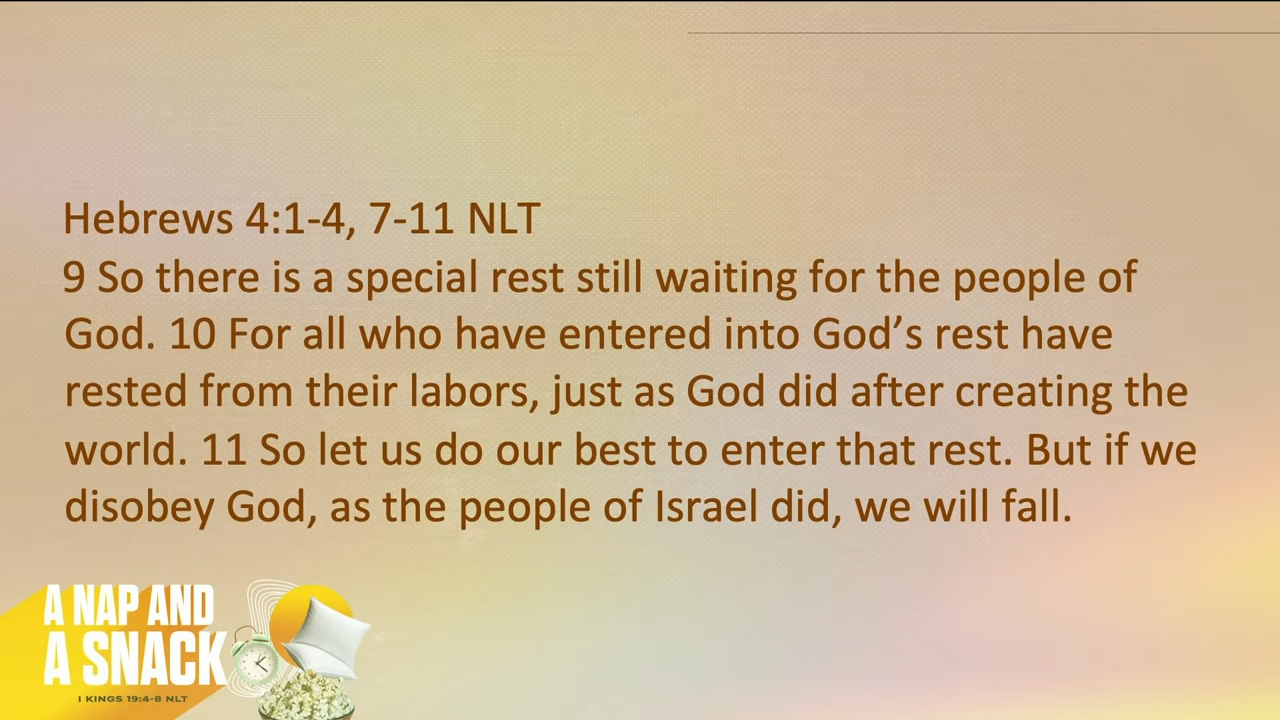 Hebrews 4:1-4, 7-11 NLT
9 So there is a special rest still waiting for the people of
God. 10 For all who have entered into God’s rest have
rested from their labors, just as God did after creating the
world. 11 So let us do our best to enter that rest. But if we
disobey God, as the people of Israel did, we will fall.
A NAP AND
A SNACK
I KINGS 19:4-8 NLT